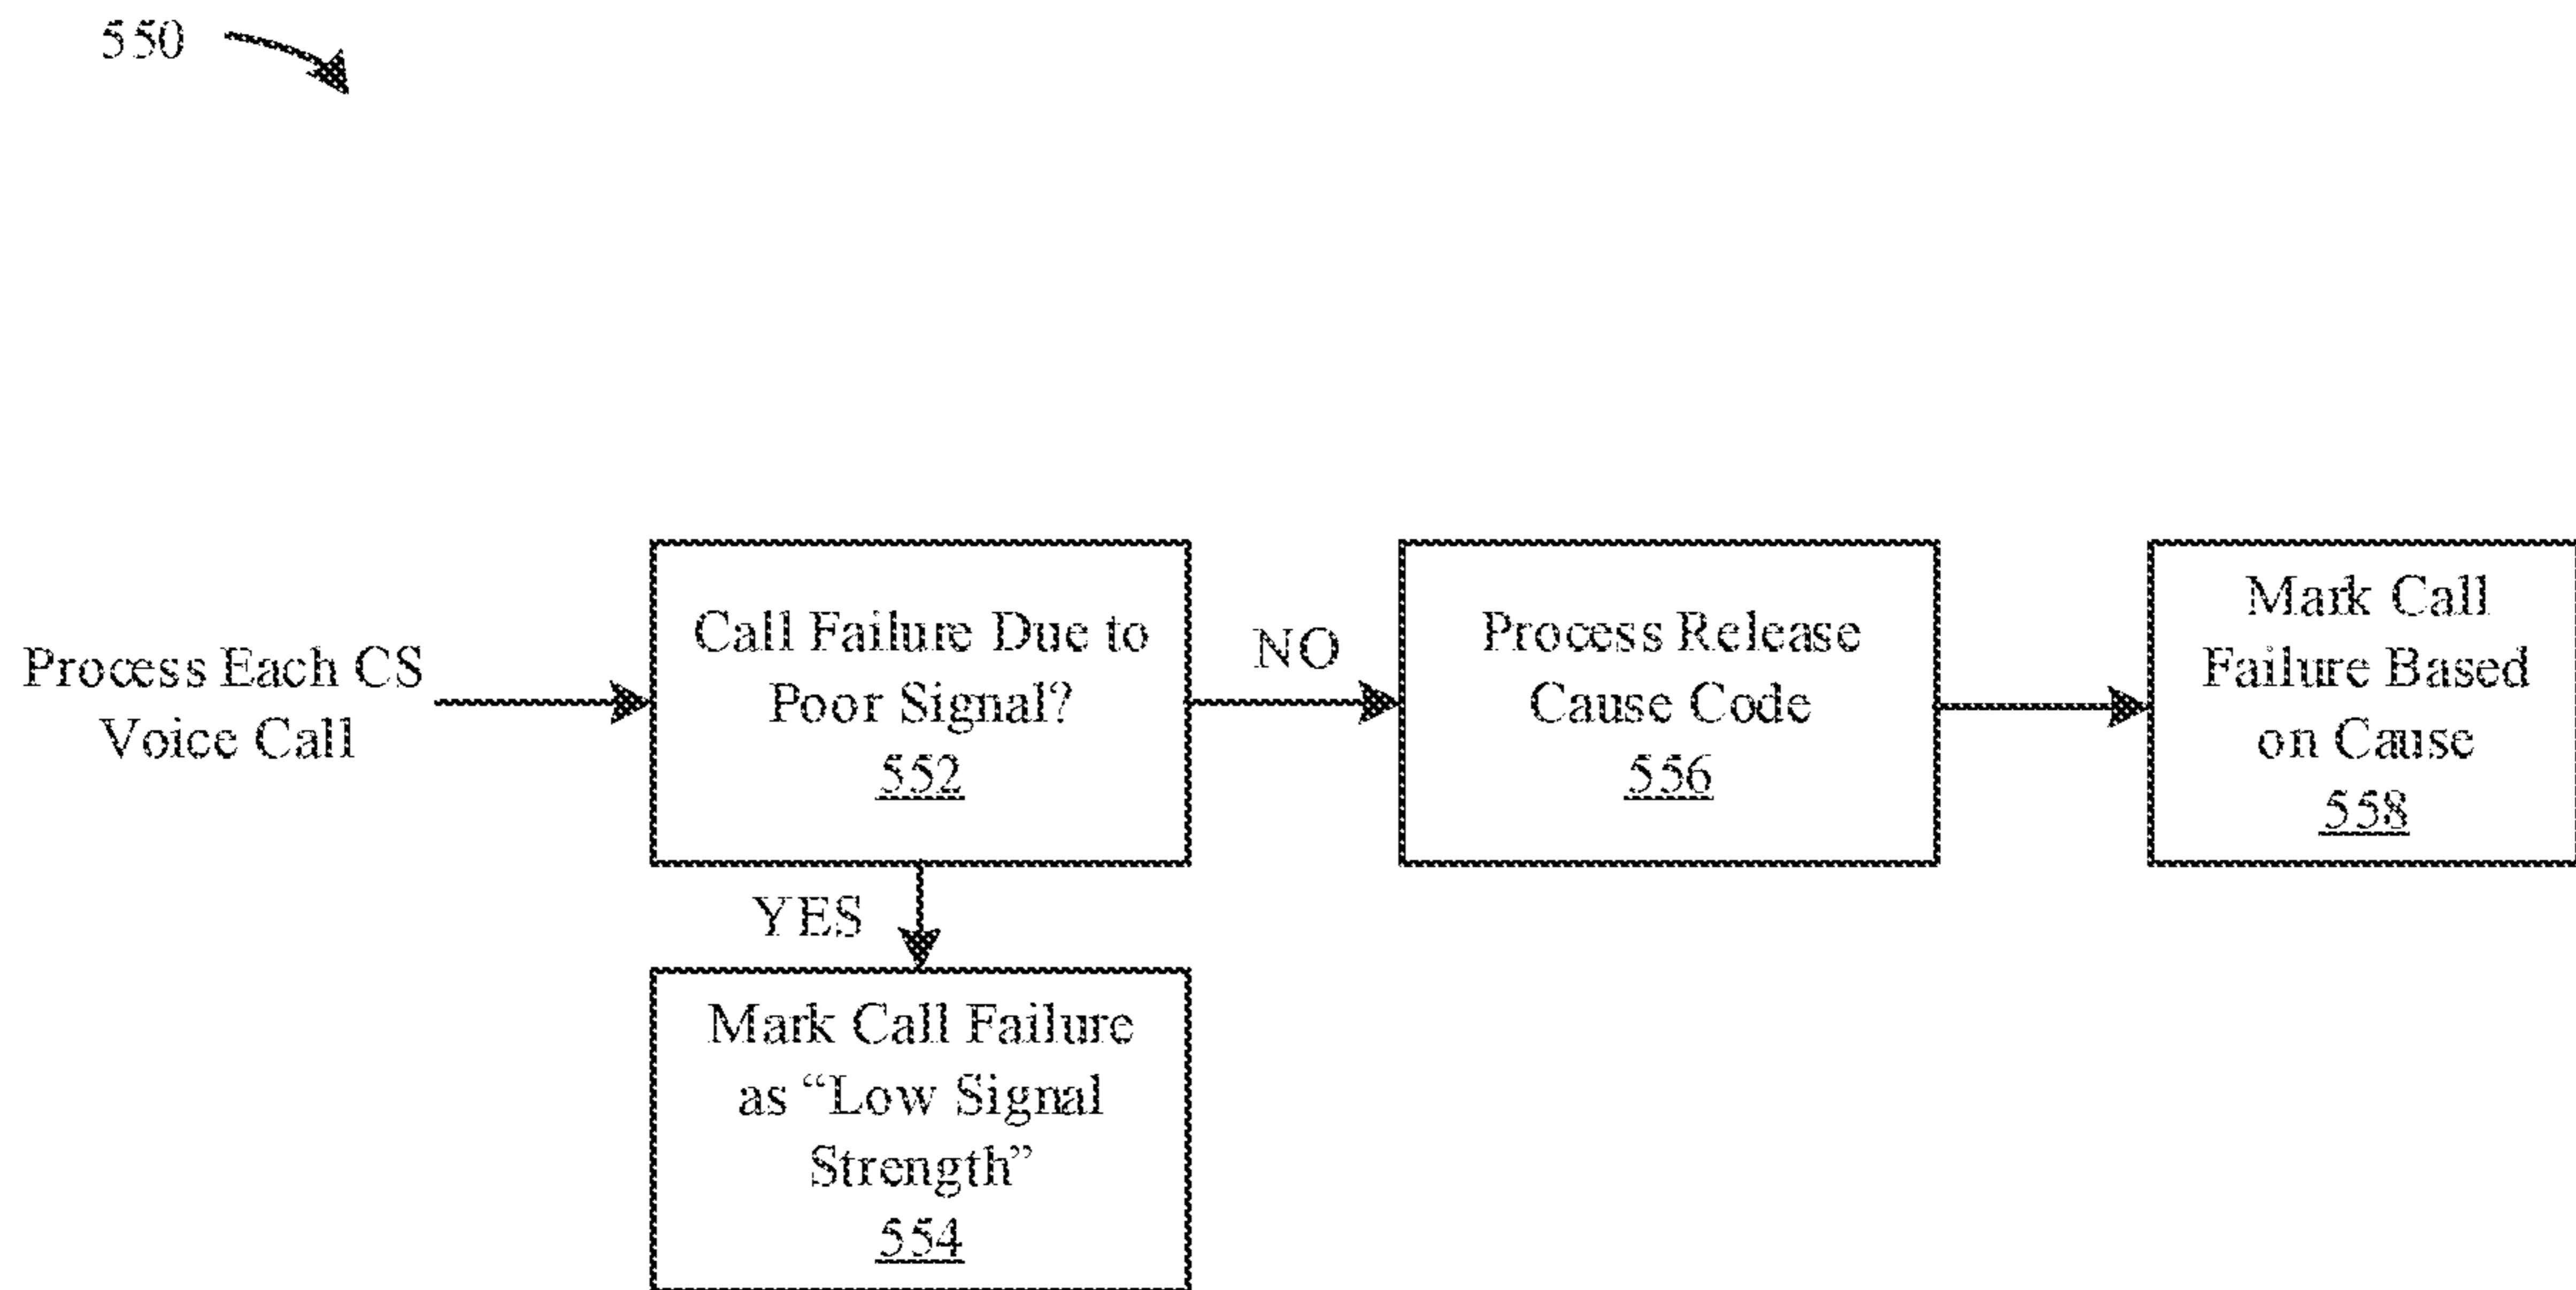 550
Process Each CS
Voice Call
Call Failure Due to
Poor Signal?
552
NO
Process Release
Cause Code
556
Mark Call
Failure Based
on Cause
558
YES
Mark Call Failure
as “Low Signal
Strength”
554